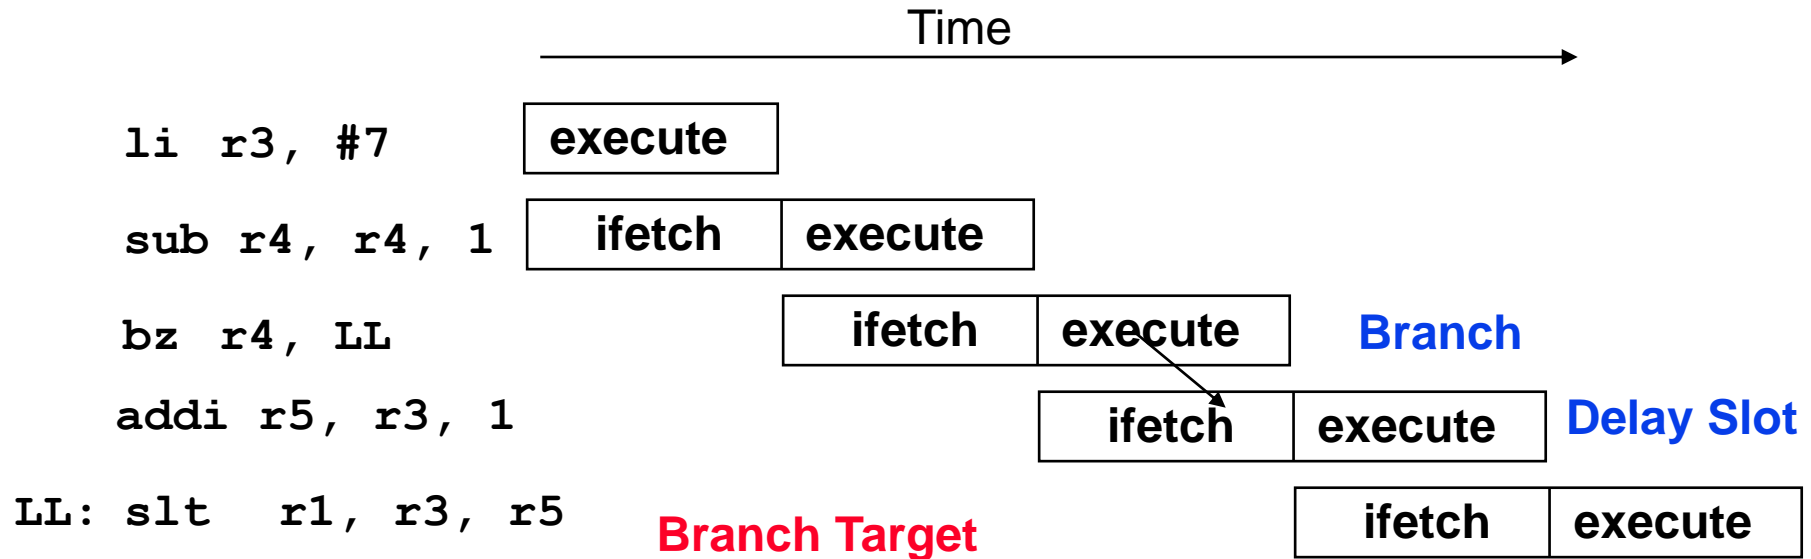 Time
li r3, #7 execute
sub r4, r4, 1 ifetch execute
bz r4, LL ifetch execute Branch
addi r5, r3, 1 ifetch execute Delay Slot
LL: slt r1, r3, r5 Branch Target ifetch execute